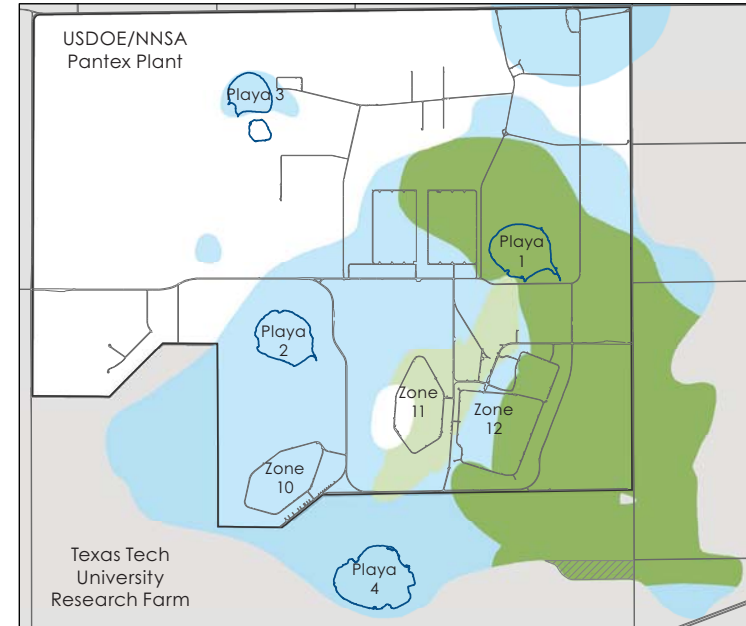 USDOE/NNSA
Pantex Plant
Playa 3
Playa
1
Playa
2
Zone
11
Zone
12
Zone
10
Texas Tech
University
Research Farm
Playa
4